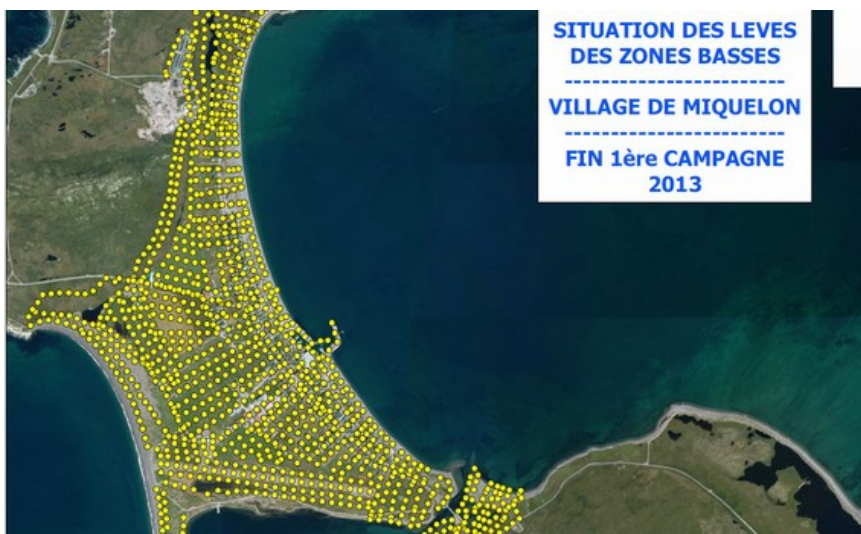 SITUATION DES LEVES
DES ZONES BASSES
------------------------
VILLAGE DE MIQUELON
------------------------
FIN 1ère CAMPAGNE
2013